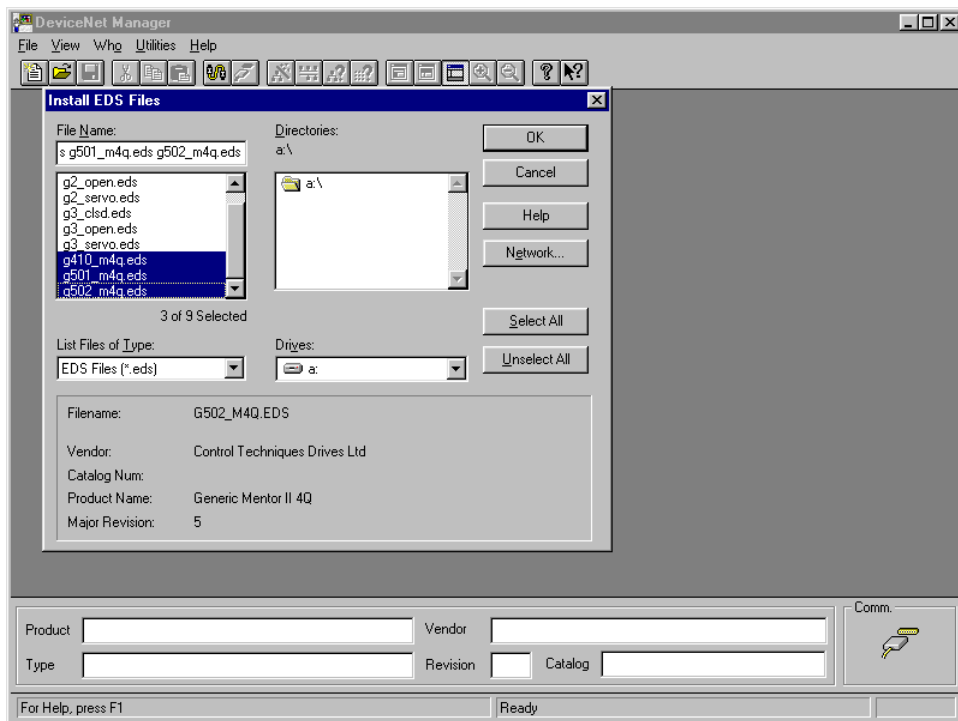 DeviceNet Manager
File View Who Utilities Help
Install EDS Files
File Name:
s g501_m4q.eds g502_m4q.eds
g2_open.eds
g2_servo.eds
g3_clsd.eds
g3_open.eds
g3_servo.eds
g410_m4q.eds
g501_m4q.eds
g502_m4q.eds
3 of 9 Selected
List Files of Type:
EDS Files (*.eds)
Directories:
a:\
a:\
Drives:
a:
OK
Cancel
Help
Network...
Select All
Unselect All
Filename: G502_M4Q.EDS
Vendor: Control Techniques Drives Ltd
Catalog Num:
Product Name: Generic Mentor II 4Q
Major Revision: 5
Product
Vendor
Type
Revision
Catalog
Comm.
For Help, press F1
Ready